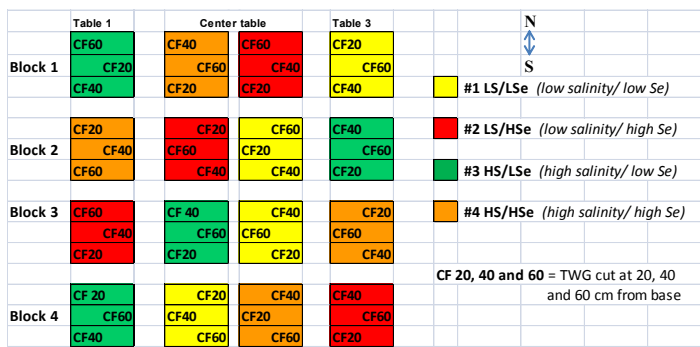 Table 1 Center table Table 3 N
CF60 CF40 CF60 CF20
Block 1 CF20 CF60 CF40 CF60 S
CF40 CF20 CF20 CF40 #1 LS/LSe (low salinity/ low Se)
CF20 CF20 CF60 CF40 #2 LS/HSe (low salinity/ high Se)
Block 2 CF40 CF60 CF20 CF60
CF60 CF40 CF40 CF20 #3 HS/LSe (high salinity/ low Se)
Block 3 CF60 CF 40 CF40 CF20 #4 HS/HSe (high salinity/ high Se)
CF40 CF60 CF60 CF60
CF20 CF20 CF20 CF40
CF 20, 40 and 60 = TWG cut at 20, 40
CF 20 CF20 CF40 CF40 and 60 cm from base
Block 4 CF60 CF40 CF20 CF60
CF40 CF60 CF60 CF20